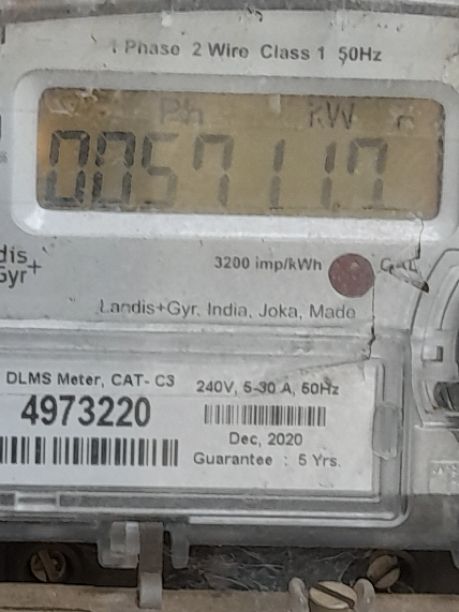 1 Phase 2 Wire Class 1 50Hz
Ph kW h
0057117
dis
Gyr+
3200 imp/kWh
Landis+Gyr, India, Joka, Made
DLMS Meter, CAT- C3
240V, 5-30 A, 50Hz
4973220
Dec, 2020
Guarantee : 5 Yrs.